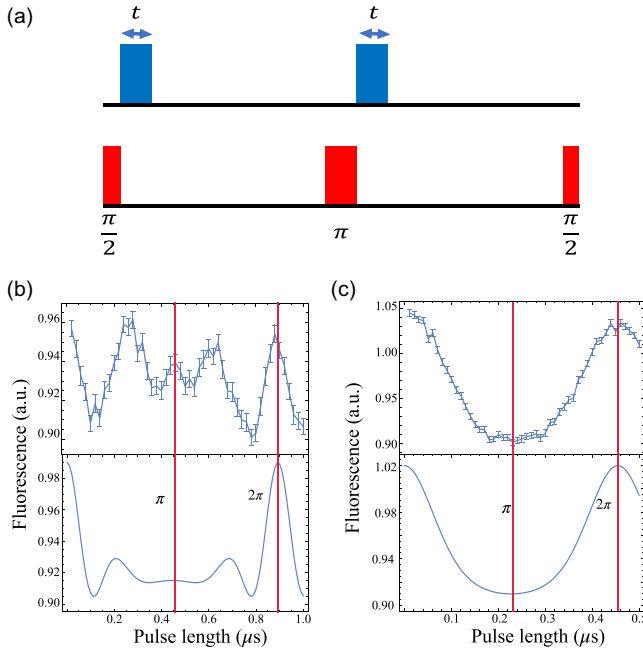 (a)
t t
π/2 π π/2
(b) (c)
Fluorescence (a.u.)
0.96
0.94
0.92
0.90
0.98
0.96
0.94
0.92
0.90
π 2π
0.2 0.4 0.6 0.8 1.0
Pulse length (μs)
Fluorescence (a.u.)
1.05
1.00
0.95
0.90
1.02
0.98
0.94
0.90
π 2π
0.1 0.2 0.3 0.4 0.5
Pulse length (μs)